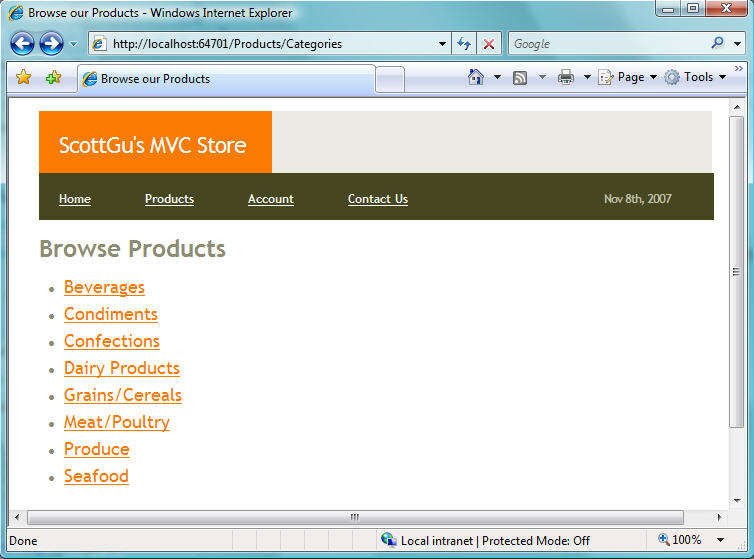 Browse our Products - Windows Internet Explorer
http://localhost:64701/Products/Categories
Google
Browse our Products
Page
Tools
»
ScottGu's MVC Store
Home Products Account Contact Us Nov 8th, 2007
Browse Products
Beverages
Condiments
Confections
Dairy Products
Grains/Cereals
Meat/Poultry
Produce
Seafood
Done Local intranet | Protected Mode: Off 100%